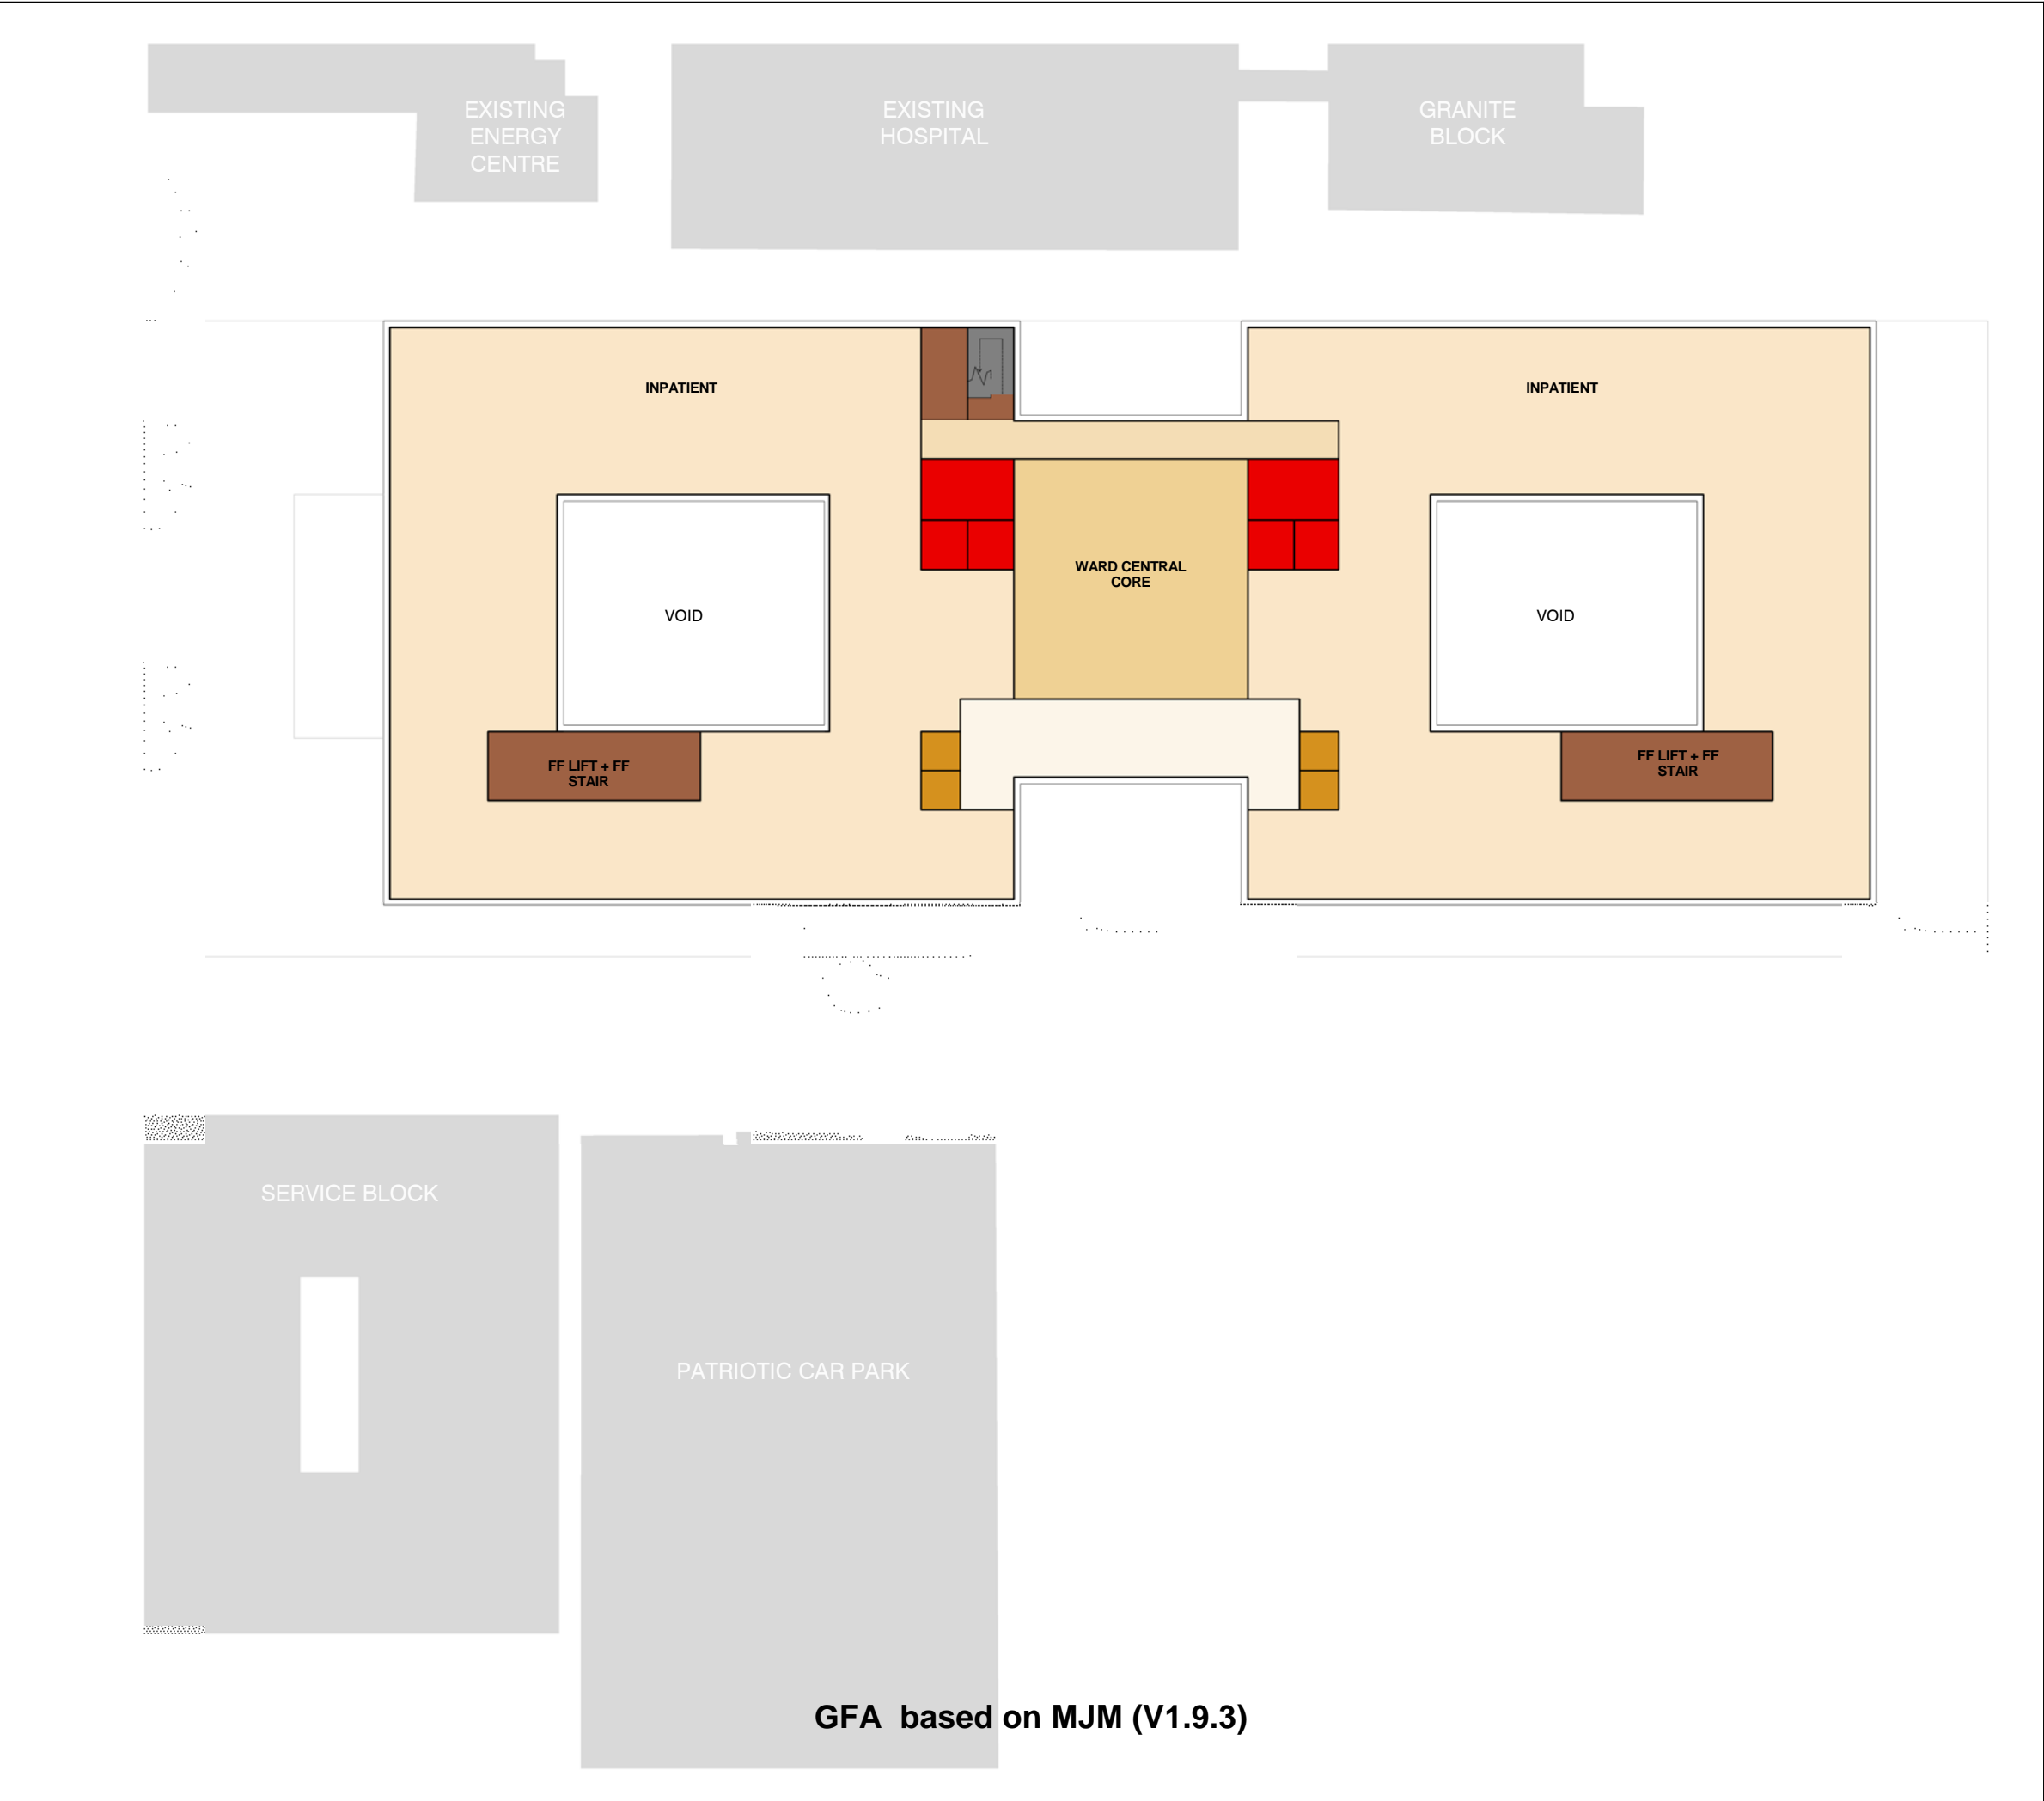 EXISTING
ENERGY
CENTRE
EXISTING
HOSPITAL
GRANITE
BLOCK
INPATIENT
INPATIENT
WARD CENTRAL
CORE
VOID
VOID
FF LIFT + FF
STAIR
FF LIFT + FF
STAIR
SERVICE BLOCK
PATRIOTIC CAR PARK
GFA  based on MJM (V1.9.3)